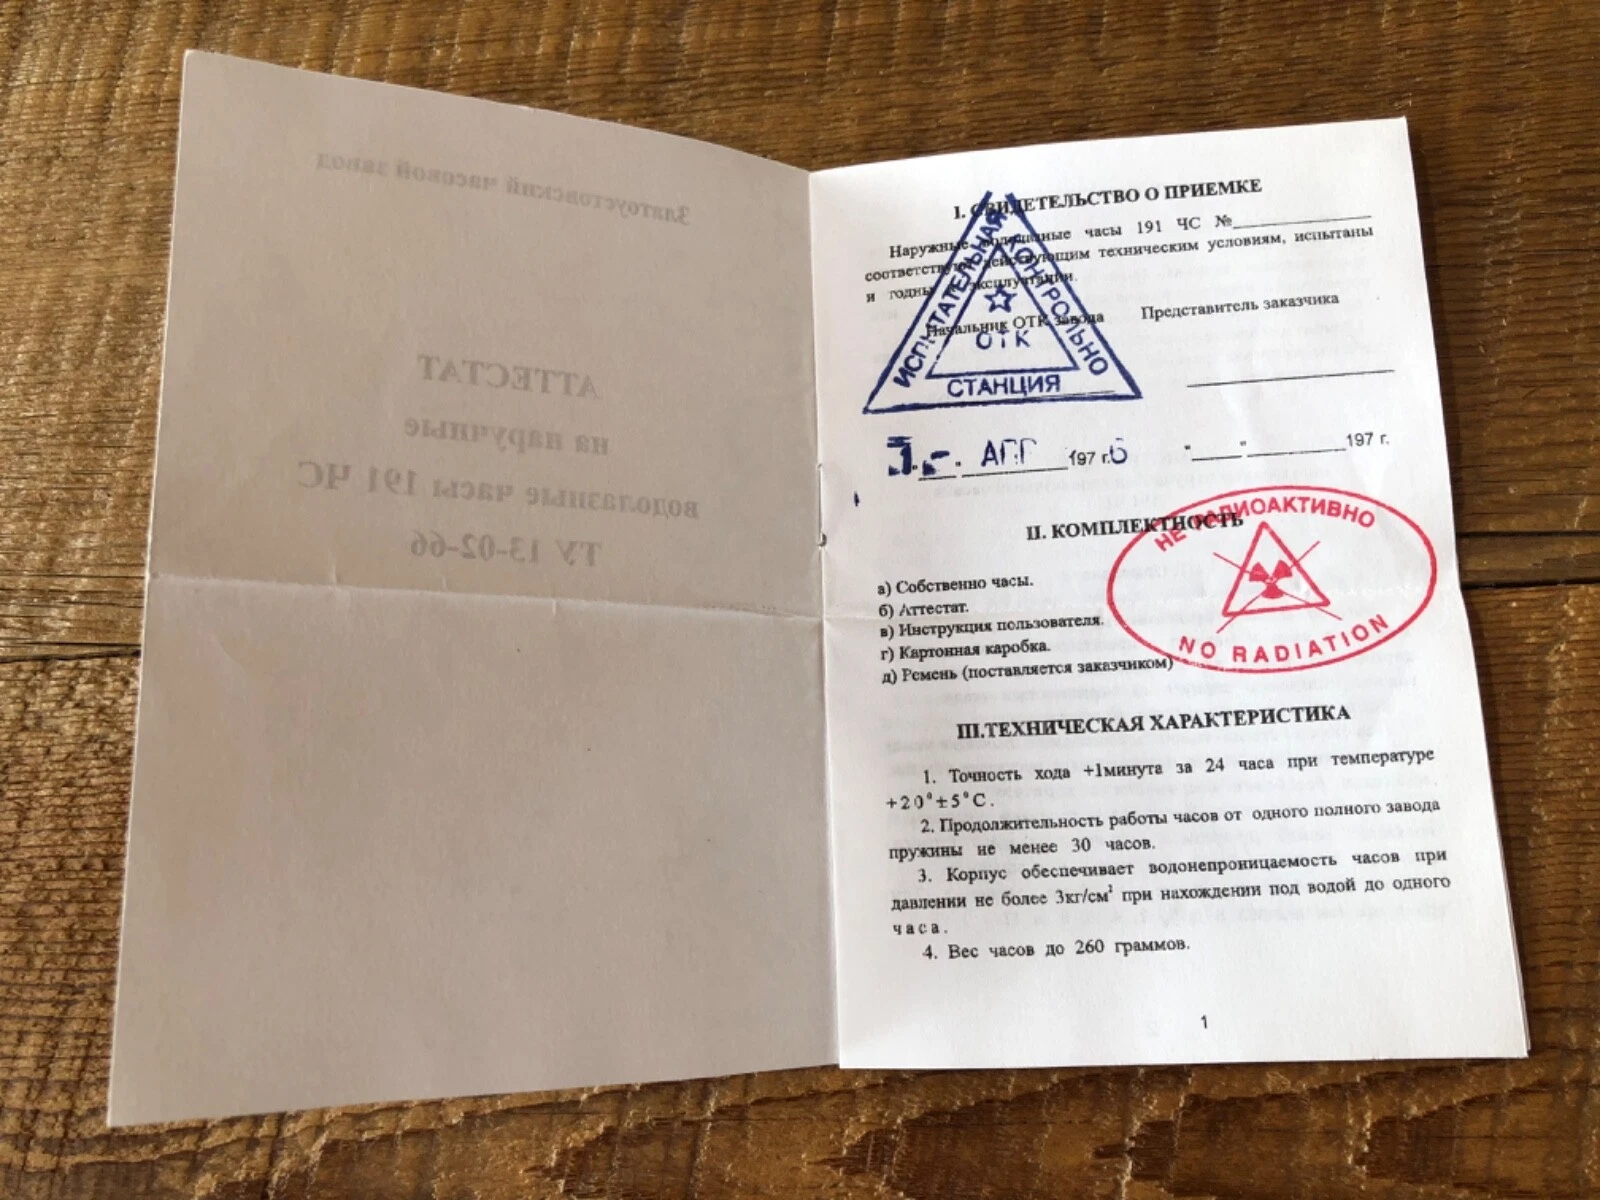 Златоустовский часовой завод
АТТЕСТАТ
на наручные
водолазные часы 191 ЧС
ТУ 13-02-66
I. СВИДЕТЕЛЬСТВО О ПРИЕМКЕ
Наружные водолазные часы 191 ЧС №
соответствуют действующим техническим условиям, испытаны
и годны эксплуатации.
Начальник ОТК завода Представитель заказчика
ИСПЫТАТЕЛЬНАЯ
КОНТРОЛЬНО
СТАНЦИЯ
ОТК
197 г. 6 "____"________197 г.
II. КОМПЛЕКТНОСТЬ
НЕ РАДИОАКТИВНО
NO RADIATION
а) Собственно часы.
б) Аттестат.
в) Инструкция пользователя.
г) Картонная каробка.
д) Ремень (поставляется заказчиком)
III.ТЕХНИЧЕСКАЯ ХАРАКТЕРИСТИКА
1. Точность хода +1минута за 24 часа при температуре
+20°±5°С.
2. Продолжительность работы часов от одного полного завода
пружины не менее 30 часов.
3. Корпус обеспечивает водонепроницаемость часов при
давлении не более 3кг/см² при нахождении под водой до одного
часа.
4. Вес часов до 260 граммов.
1